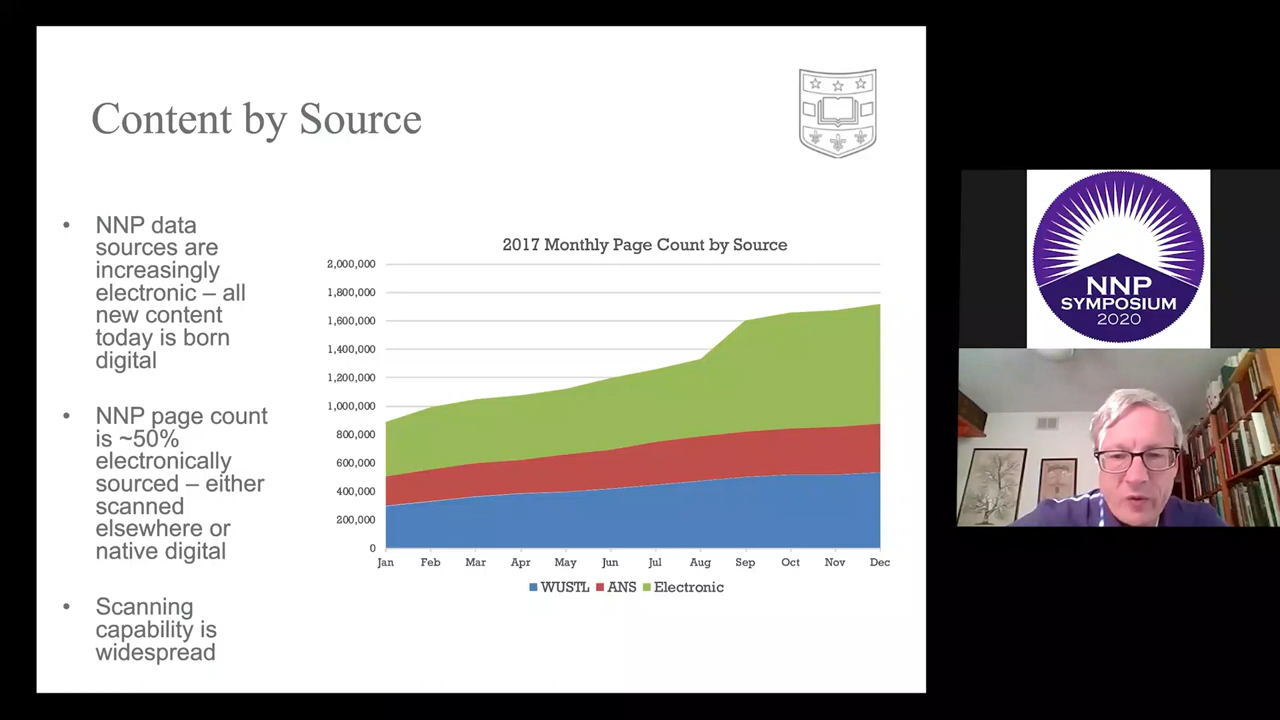 Content by Source
• NNP data
sources are
increasingly
electronic – all
new content
today is born
digital
• NNP page count
is ~50%
electronically
sourced – either
scanned
elsewhere or
native digital
• Scanning
capability is
widespread
2017 Monthly Page Count by Source
2,000,000
1,800,000
1,600,000
1,400,000
1,200,000
1,000,000
800,000
600,000
400,000
200,000
0
Jan Feb Mar Apr May Jun Jul Aug Sep Oct Nov Dec
WUSTL ANS Electronic
NNP
SYMPOSIUM
2020